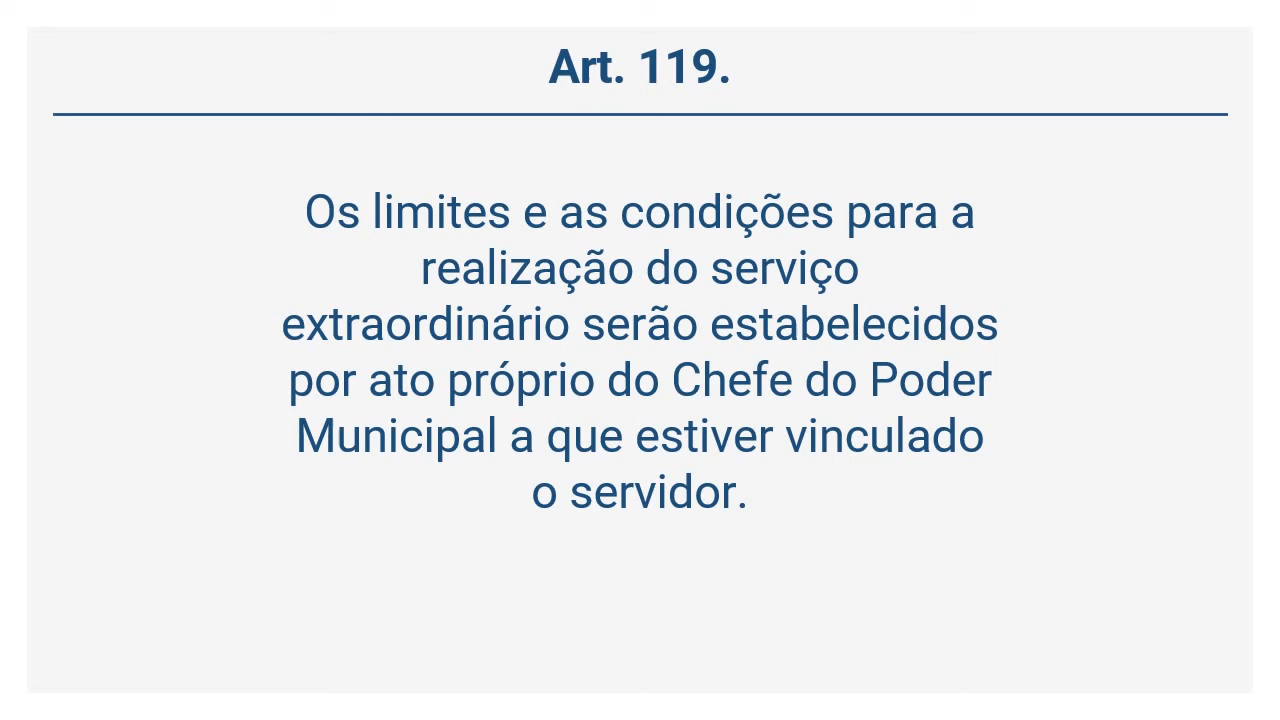 Art. 119.
Os limites e as condições para a
realização do serviço
extraordinário serão estabelecidos
por ato próprio do Chefe do Poder
Municipal a que estiver vinculado
o servidor.